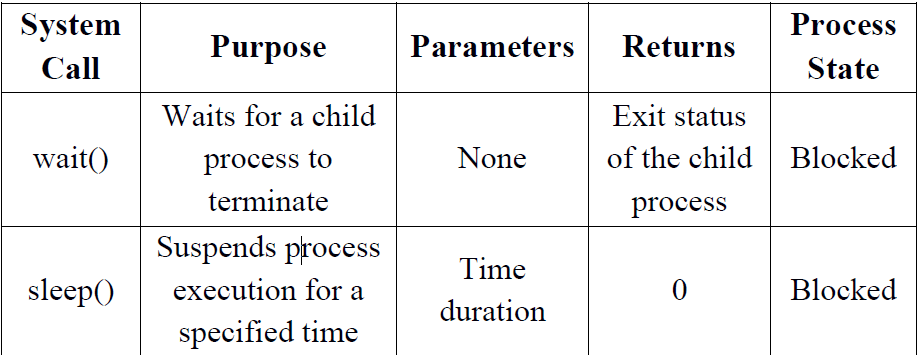 System Call
Purpose
Parameters
Returns
Process State
wait()
Waits for a child
process to
terminate
None
Exit status
of the child
process
Blocked
sleep()
Suspends process
execution for a
specified time
Time
duration
0
Blocked